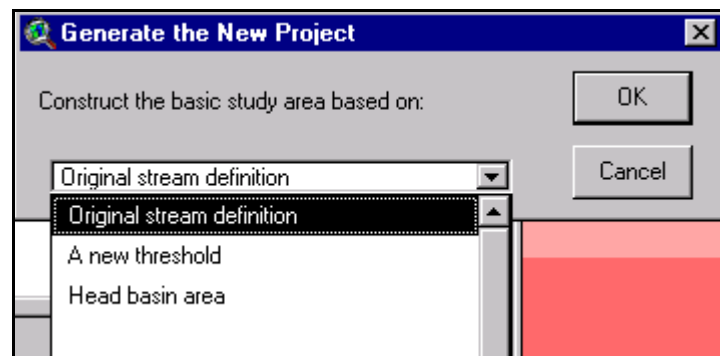 Generate the New Project
Construct the basic study area based on:
OK
Cancel
Original stream definition
Original stream definition
A new threshold
Head basin area